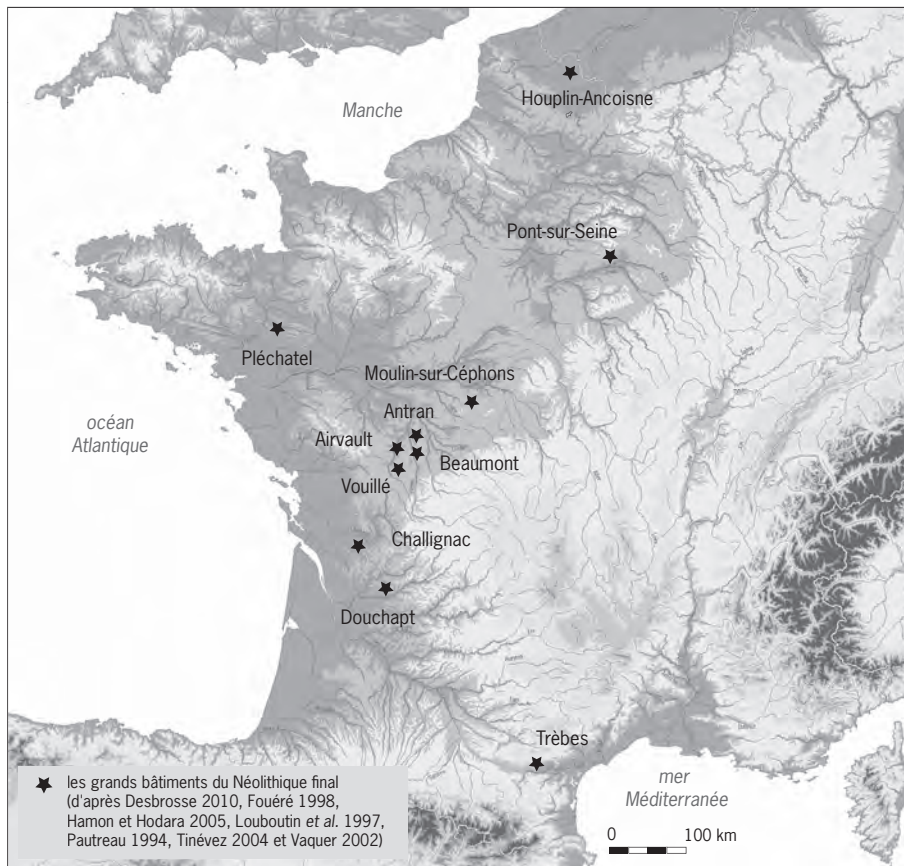 Houplin-Ancoisne
Manche
Pont-sur-Seine
Pléchatel
Moulin-sur-Céphons
Antran
océan
Atlantique
Airvault
Beaumont
Vouillé
Challignac
Douchapt
Trèbes
mer
Méditerranée
les grands bâtiments du Néolithique final
(d'après Desbrosse 2010, Fouéré 1998,
Hamon et Hodara 2005, Louboutin et al. 1997,
Pautreau 1994, Tinévez 2004 et Vaquer 2002)
0 100 km